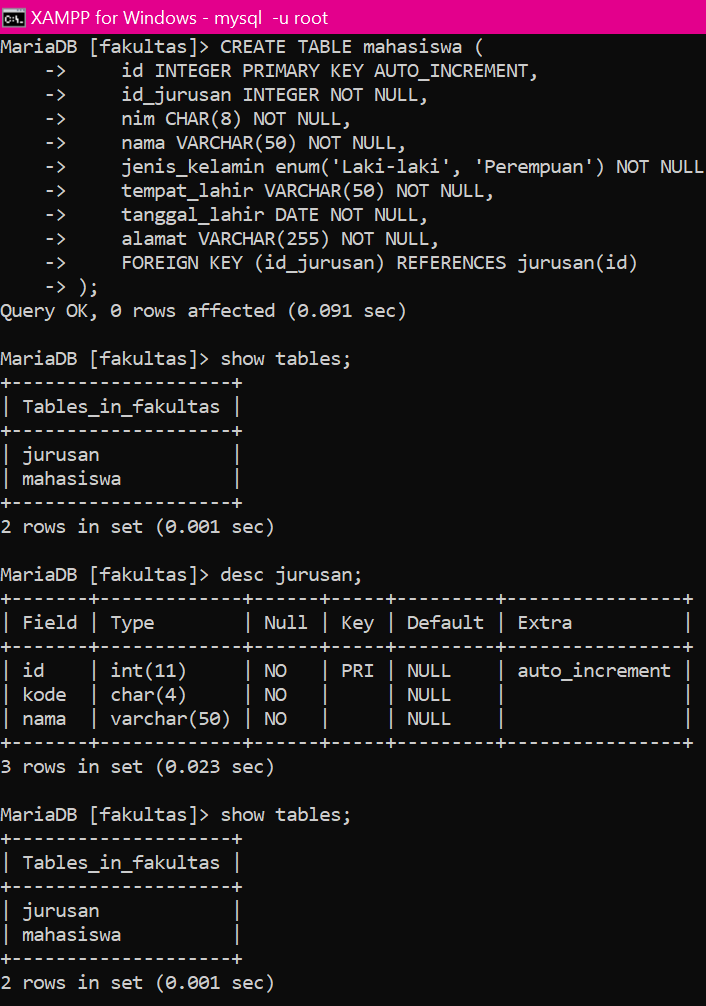 XAMPP for Windows - mysql  -u root
MariaDB [fakultas]> CREATE TABLE mahasiswa (
    ->     id INTEGER PRIMARY KEY AUTO_INCREMENT,
    ->     id_jurusan INTEGER NOT NULL,
    ->     nim CHAR(8) NOT NULL,
    ->     nama VARCHAR(50) NOT NULL,
    ->     jenis_kelamin enum('Laki-laki', 'Perempuan') NOT NULL
    ->     tempat_lahir VARCHAR(50) NOT NULL,
    ->     tanggal_lahir DATE NOT NULL,
    ->     alamat VARCHAR(255) NOT NULL,
    ->     FOREIGN KEY (id_jurusan) REFERENCES jurusan(id)
    -> );
Query OK, 0 rows affected (0.091 sec)

MariaDB [fakultas]> show tables;
+--------------------+
| Tables_in_fakultas |
+--------------------+
| jurusan            |
| mahasiswa          |
+--------------------+
2 rows in set (0.001 sec)

MariaDB [fakultas]> desc jurusan;
+-------+-------------+------+-----+---------+----------------+
| Field | Type        | Null | Key | Default | Extra          |
+-------+-------------+------+-----+---------+----------------+
| id    | int(11)     | NO   | PRI | NULL    | auto_increment |
| kode  | char(4)     | NO   |     | NULL    |                |
| nama  | varchar(50) | NO   |     | NULL    |                |
+-------+-------------+------+-----+---------+----------------+
3 rows in set (0.023 sec)

MariaDB [fakultas]> show tables;
+--------------------+
| Tables_in_fakultas |
+--------------------+
| jurusan            |
| mahasiswa          |
+--------------------+
2 rows in set (0.001 sec)